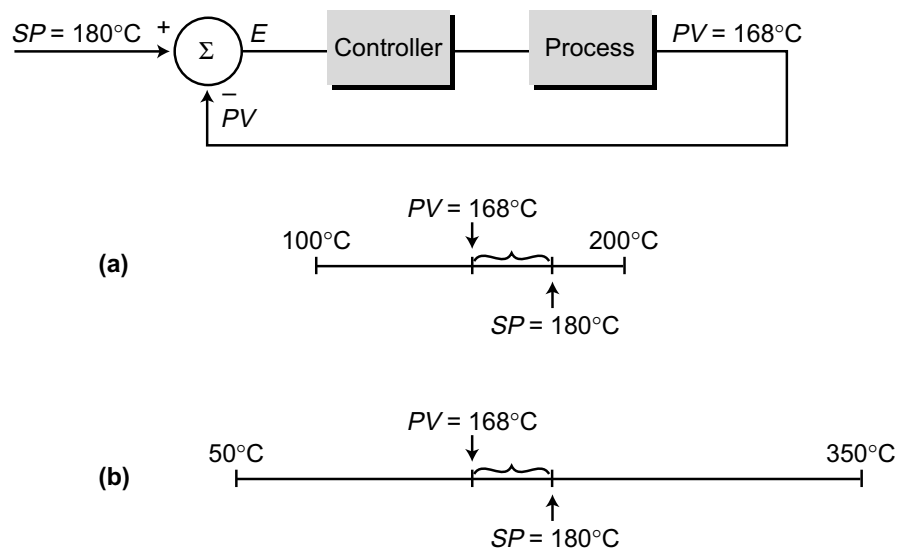 SP = 180°C + Σ E Controller Process PV = 168°C
− PV
PV = 168°C
100°C 200°C
(a)
SP = 180°C
PV = 168°C
50°C 350°C
(b)
SP = 180°C